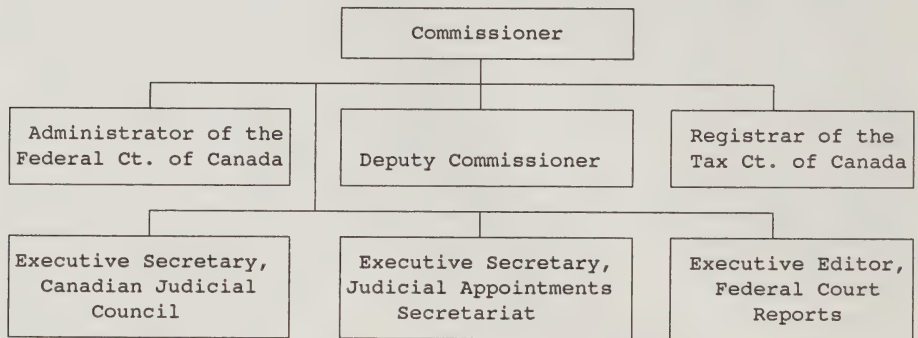 Commissioner
Administrator of the
Federal Ct. of Canada
Deputy Commissioner
Registrar of the
Tax Ct. of Canada
Executive Secretary,
Canadian Judicial
Council
Executive Secretary,
Judicial Appointments
Secretariat
Executive Editor,
Federal Court
Reports